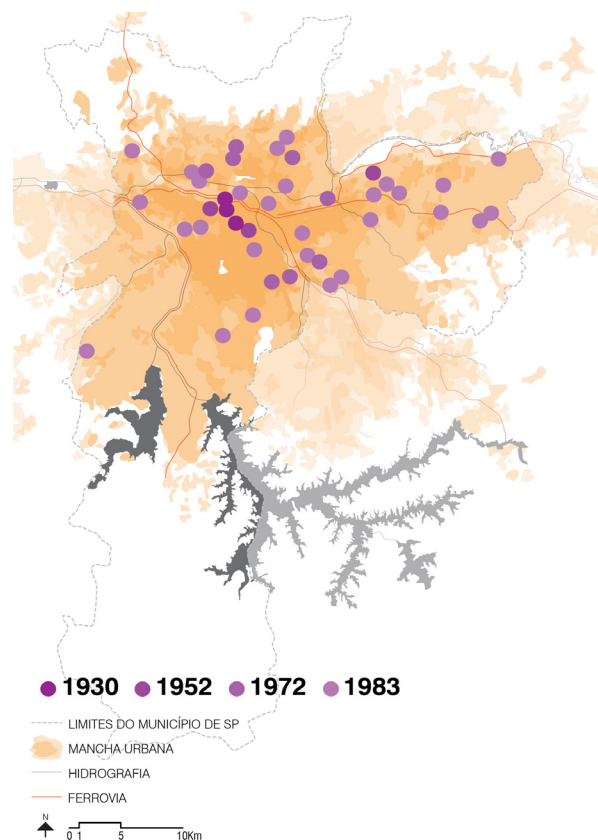 1930 1952 1972 1983
LIMITES DO MUNICÍPIO DE SP
MANCHA URBANA
HIDROGRAFIA
FERROVIA
N
0 1 5 10Km